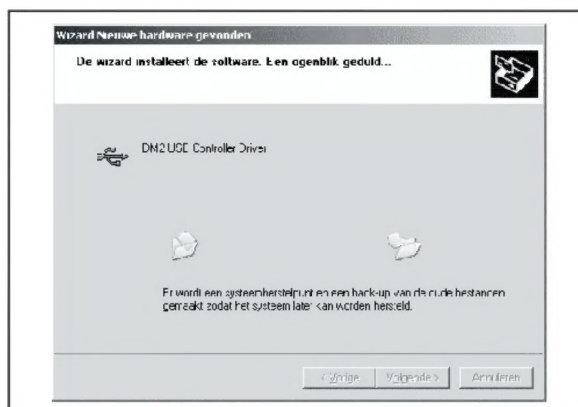 Wizard Nieuwe hardware gevonden
De wizard installeert de software. Een ogenblik geduld...
DM2 USB Controller Driver
Er wordt een systeemherstelpunt en een back-up van de oude bestanden
gemaakt zodat het systeem later kan worden hersteld.
< Vorige
Volgende >
Annuleren